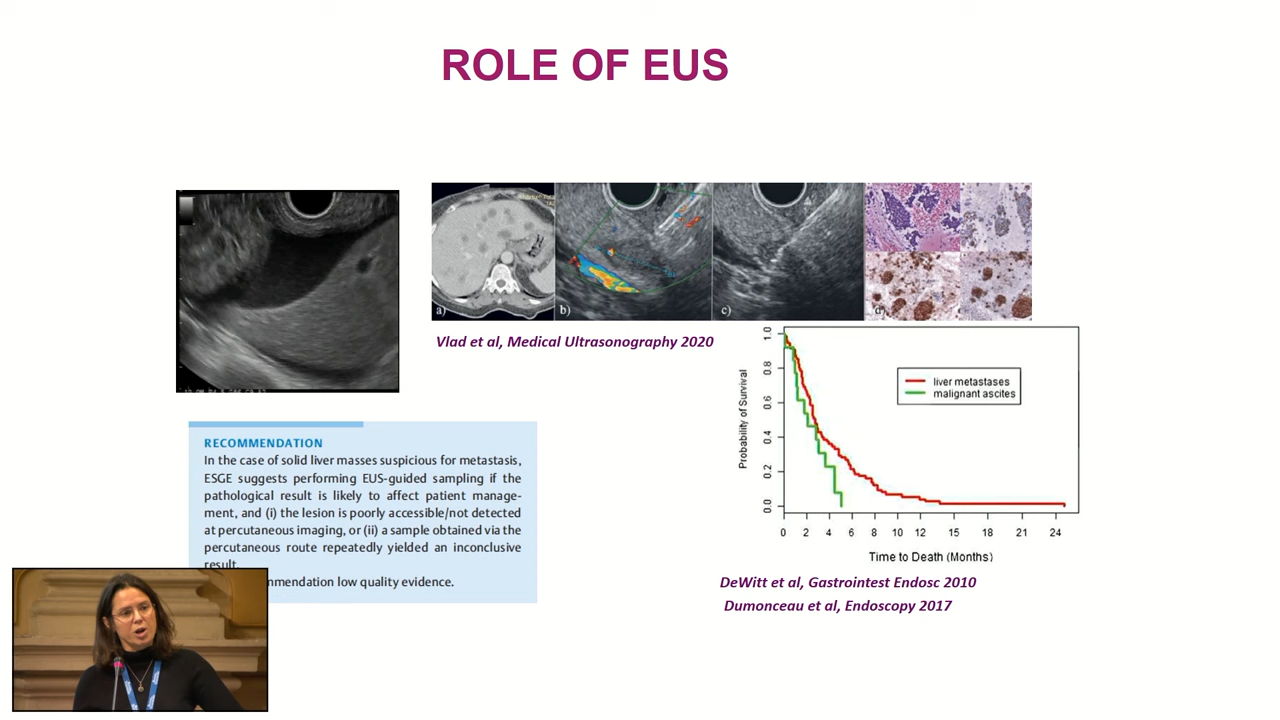 ROLE OF EUS
a)
b)
c)
d)
Vlad et al, Medical Ultrasonography 2020
RECOMMENDATION
In the case of solid liver masses suspicious for metastasis,
ESGE suggests performing EUS-guided sampling if the
pathological result is likely to affect patient manage-
ment, and (i) the lesion is poorly accessible/not detected
at percutaneous imaging, or (ii) a sample obtained via the
percutaneous route repeatedly yielded an inconclusive
result.
mmendation low quality evidence.
Probability of Survival
1.0
0.8
0.6
0.4
0.2
0.0
liver metastases
malignant ascites
0 2 4 6 8 10 12 15 18 21 24
Time to Death (Months)
DeWitt et al, Gastrointest Endosc 2010
Dumonceau et al, Endoscopy 2017